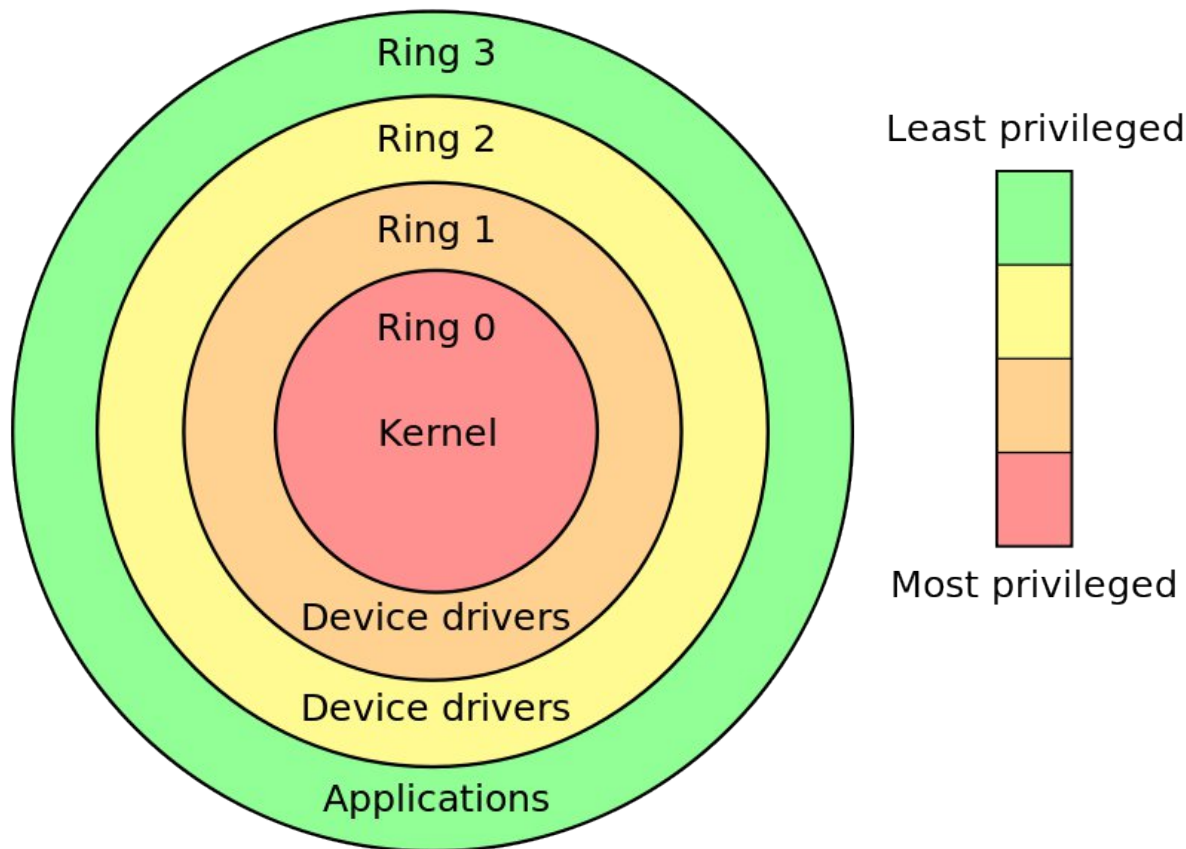 Ring 3
Ring 2
Ring 1
Ring 0
Kernel
Device drivers
Device drivers
Applications
Least privileged
Most privileged